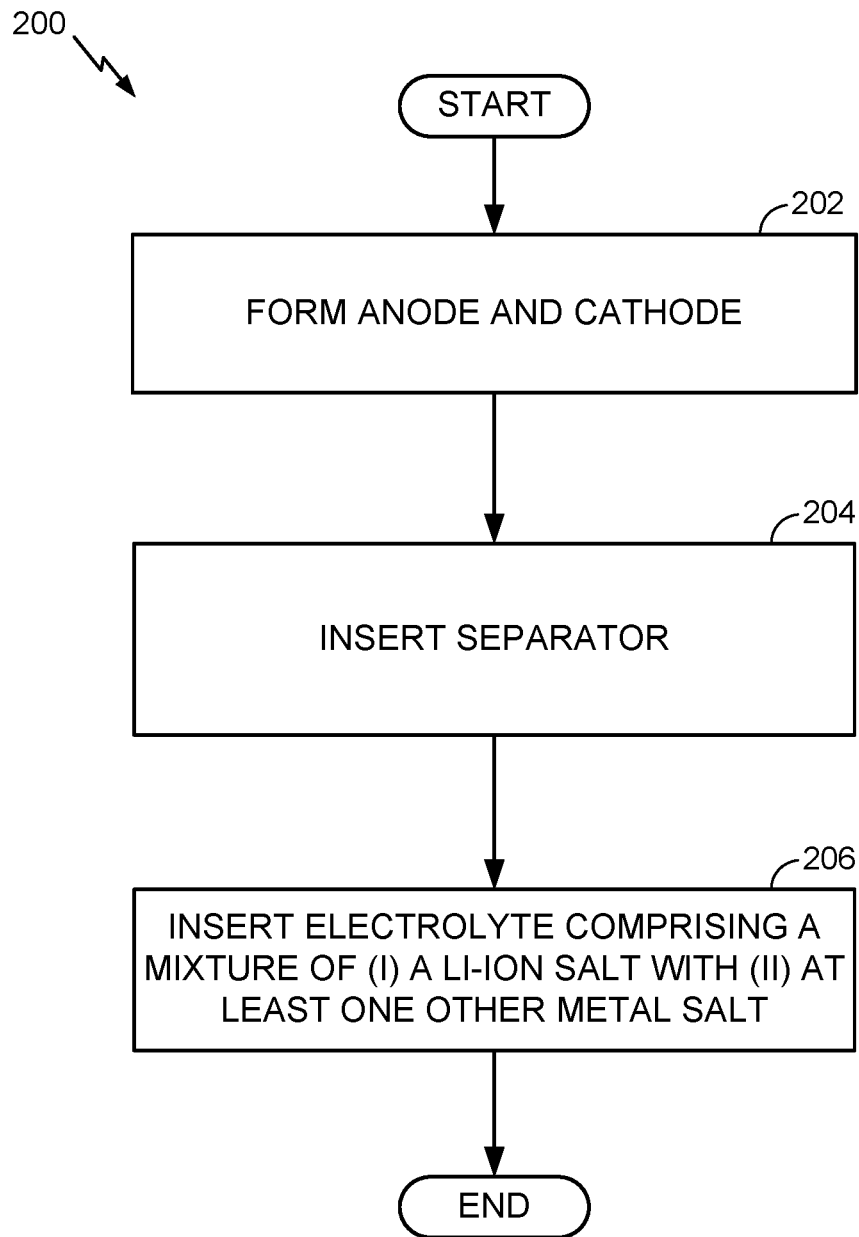 200
START
202
FORM ANODE AND CATHODE
204
INSERT SEPARATOR
206
INSERT ELECTROLYTE COMPRISING A
MIXTURE OF (I) A LI-ION SALT WITH (II) AT
LEAST ONE OTHER METAL SALT
END